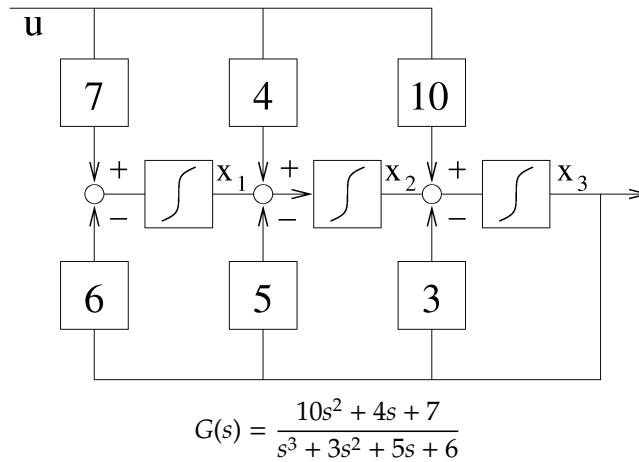 u
7 4 10
+ x₁ + x₂ + x₃
− − −
6 5 3
G(s) = (10s² + 4s + 7) / (s³ + 3s² + 5s + 6)